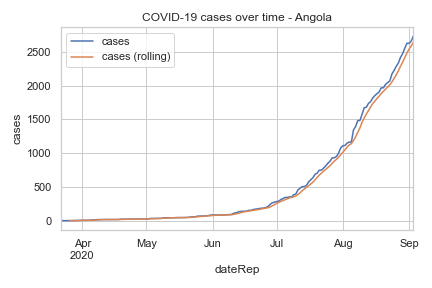 COVID-19 cases over time - Angola
cases
cases (rolling)
2500
2000
1500
1000
500
0
cases
Apr May Jun Jul Aug Sep
2020
dateRep